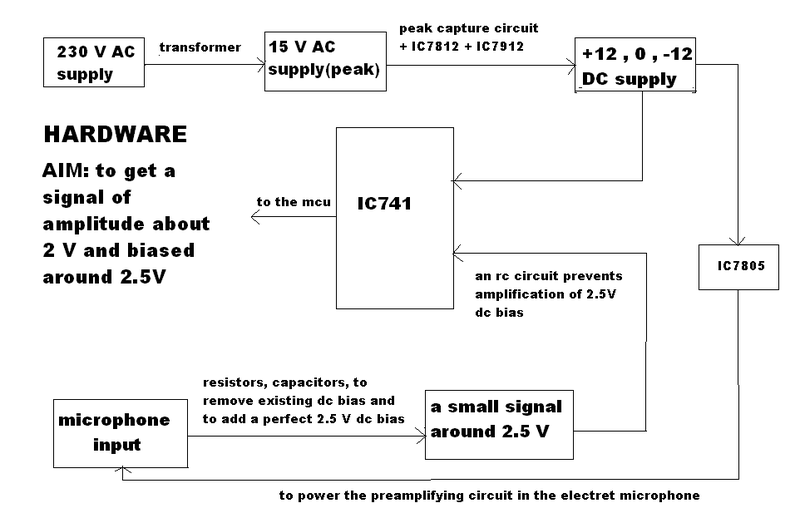 peak capture circuit
+ IC7812 + IC7912
230 V AC
supply
transformer
15 V AC
supply(peak)
+12 , 0 , -12
DC supply
HARDWARE
AIM: to get a
signal of
amplitude about
2 V and biased
around 2.5V
to the mcu
IC741
IC7805
an rc circuit prevents
amplification of 2.5V
dc bias
resistors, capacitors, to
remove existing dc bias and
to add a perfect 2.5 V dc bias
microphone
input
a small signal
around 2.5 V
to power the preamplifying circuit in the electret microphone